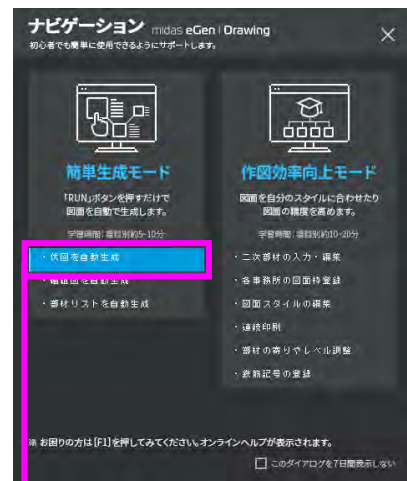 ナビゲーション midas eGen | Drawing
初心者でも簡単に使用できるようにサポートします。
簡単生成モード
「RUN」ボタンを押すだけで
図面を自動で生成します。
学習時間：項目別約5-10分
・伏図を自動生成
・軸組図を自動生成
・部材リストを自動生成
作図効率向上モード
図面を自分のスタイルに合わせたり
図面の精度を高めます。
学習時間：項目別約10-20分
・二次部材の入力・編集
・各事務所の図面枠登録
・図面スタイルの編集
・連続印刷
・部材の寄りやレベル調整
・鉄筋記号の登録
※ お困りの方は[F1]を押してみてください。オンラインヘルプが表示されます。
このダイアログを7日間表示しない